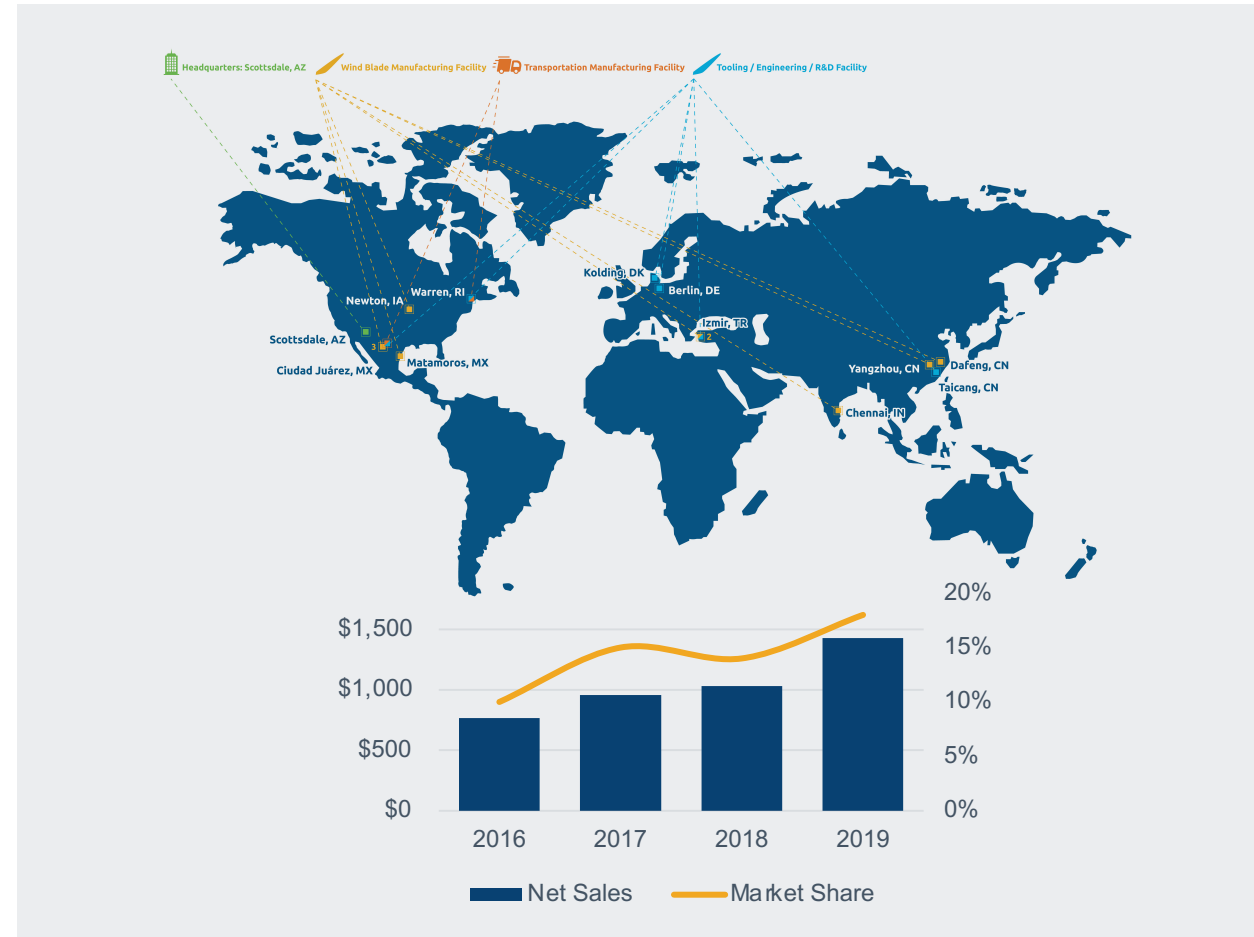 Headquarters: Scottsdale, AZ
Wind Blade Manufacturing Facility
Transportation Manufacturing Facility
Tooling / Engineering / R&D Facility
Kolding, DK
Berlin, DE
Warren, RI
Newton, IA
Izmir, TR
2
Scottsdale, AZ
3
Matamoros, MX
Ciudad Juárez, MX
Yangzhou, CN
Dafeng, CN
Taicang, CN
Chennai, IN
20%
$1,500
15%
$1,000
10%
$500
5%
$0
0%
2016 2017 2018 2019
Net Sales Market Share